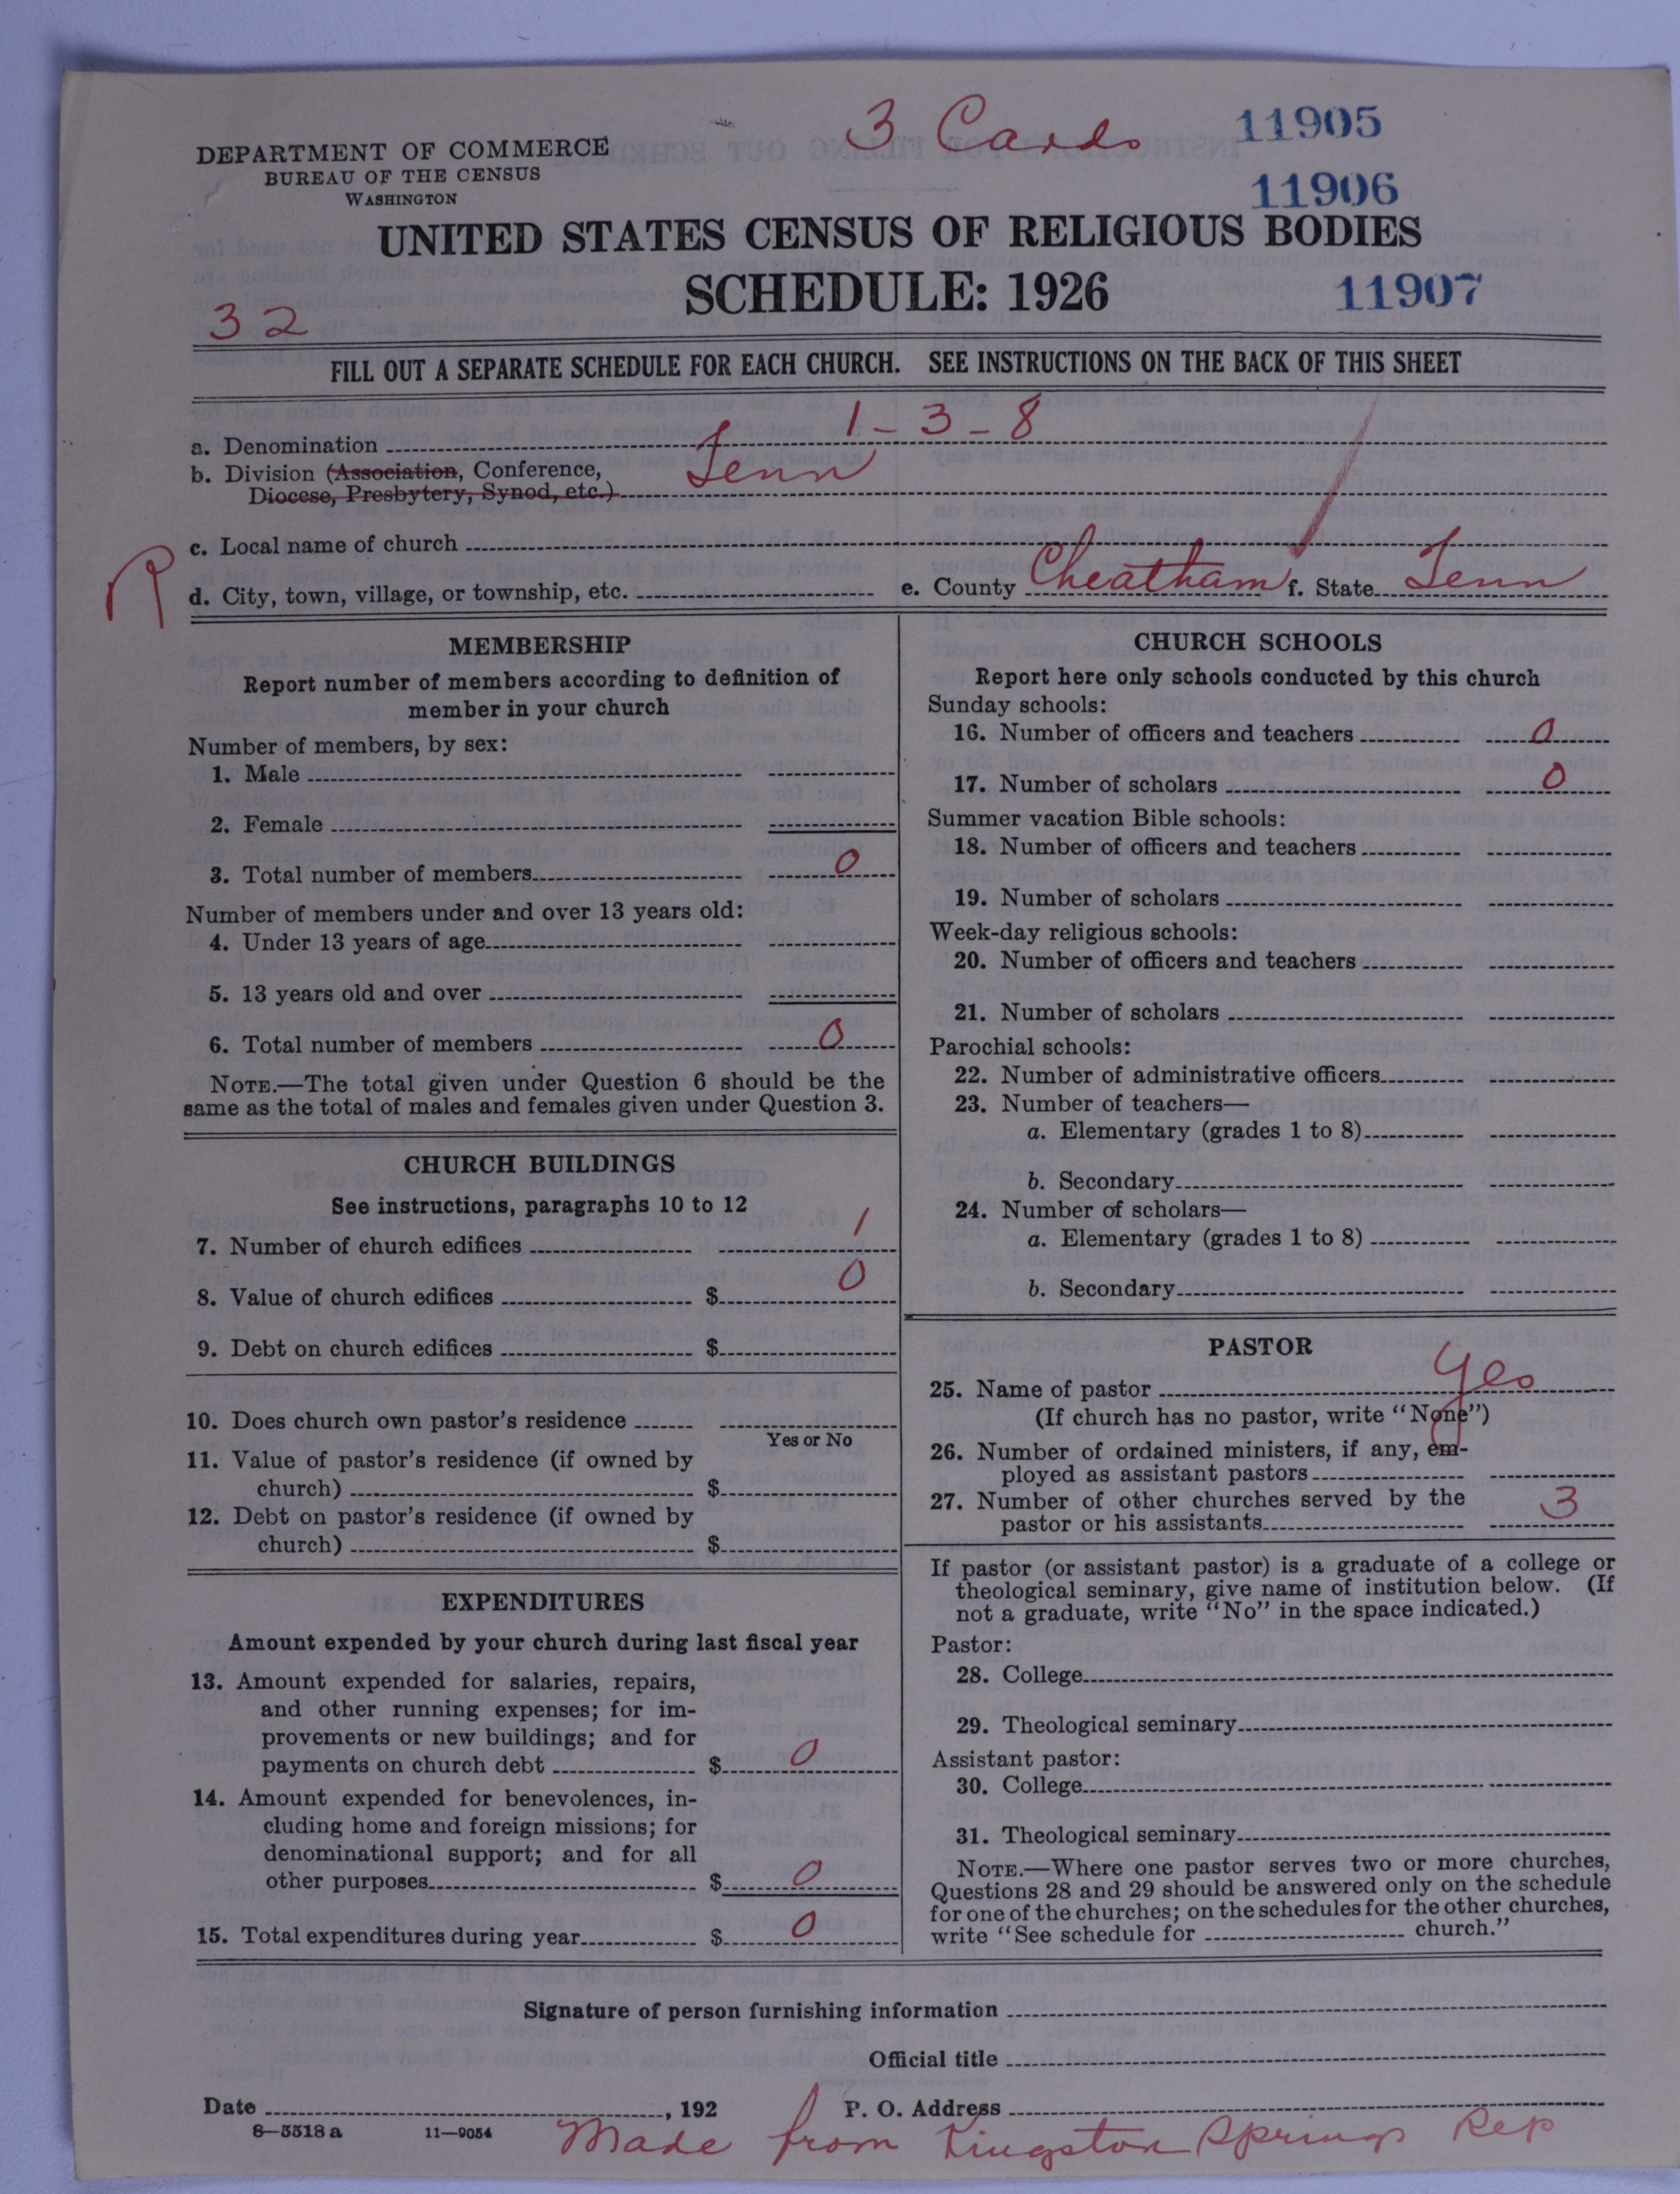 3 Cards
11905
11906
11907
DEPARTMENT OF COMMERCE
BUREAU OF THE CENSUS
WASHINGTON
UNITED STATES CENSUS OF RELIGIOUS BODIES
SCHEDULE: 1926
32
FILL OUT A SEPARATE SCHEDULE FOR EACH CHURCH. SEE INSTRUCTIONS ON THE BACK OF THIS SHEET
a. Denomination 1-3-8
b. Division (Association, Conference,
Diocese, Presbytery, Synod, etc.) Tenn
c. Local name of church
R
d. City, town, village, or township, etc. e. County Cheatham f. State Tenn
MEMBERSHIP
Report number of members according to definition of
member in your church
Number of members, by sex:
1. Male
2. Female
3. Total number of members 0
Number of members under and over 13 years old:
4. Under 13 years of age
5. 13 years old and over
6. Total number of members 0
NOTE.—The total given under Question 6 should be the
same as the total of males and females given under Question 3.
CHURCH BUILDINGS
See instructions, paragraphs 10 to 12
7. Number of church edifices 1
8. Value of church edifices $ 0
9. Debt on church edifices $
10. Does church own pastor's residence
Yes or No
11. Value of pastor's residence (if owned by
church) $
12. Debt on pastor's residence (if owned by
church) $
EXPENDITURES
Amount expended by your church during last fiscal year
13. Amount expended for salaries, repairs,
and other running expenses; for im-
provements or new buildings; and for
payments on church debt $ 0
14. Amount expended for benevolences, in-
cluding home and foreign missions; for
denominational support; and for all
other purposes $ 0
15. Total expenditures during year $ 0
CHURCH SCHOOLS
Report here only schools conducted by this church
Sunday schools:
16. Number of officers and teachers 0
17. Number of scholars 0
Summer vacation Bible schools:
18. Number of officers and teachers
19. Number of scholars
Week-day religious schools:
20. Number of officers and teachers
21. Number of scholars
Parochial schools:
22. Number of administrative officers
23. Number of teachers—
a. Elementary (grades 1 to 8)
b. Secondary
24. Number of scholars—
a. Elementary (grades 1 to 8)
b. Secondary
PASTOR
25. Name of pastor yes
(If church has no pastor, write "None")
26. Number of ordained ministers, if any, em-
ployed as assistant pastors
27. Number of other churches served by the
pastor or his assistants 3
If pastor (or assistant pastor) is a graduate of a college or
theological seminary, give name of institution below. (If
not a graduate, write "No" in the space indicated.)
Pastor:
28. College
29. Theological seminary
Assistant pastor:
30. College
31. Theological seminary
NOTE.—Where one pastor serves two or more churches,
Questions 28 and 29 should be answered only on the schedule
for one of the churches; on the schedules for the other churches,
write "See schedule for church."
Signature of person furnishing information
Official title
Date , 192 P. O. Address
8—5518a 11—9054
Made from Kingston Springs Rep